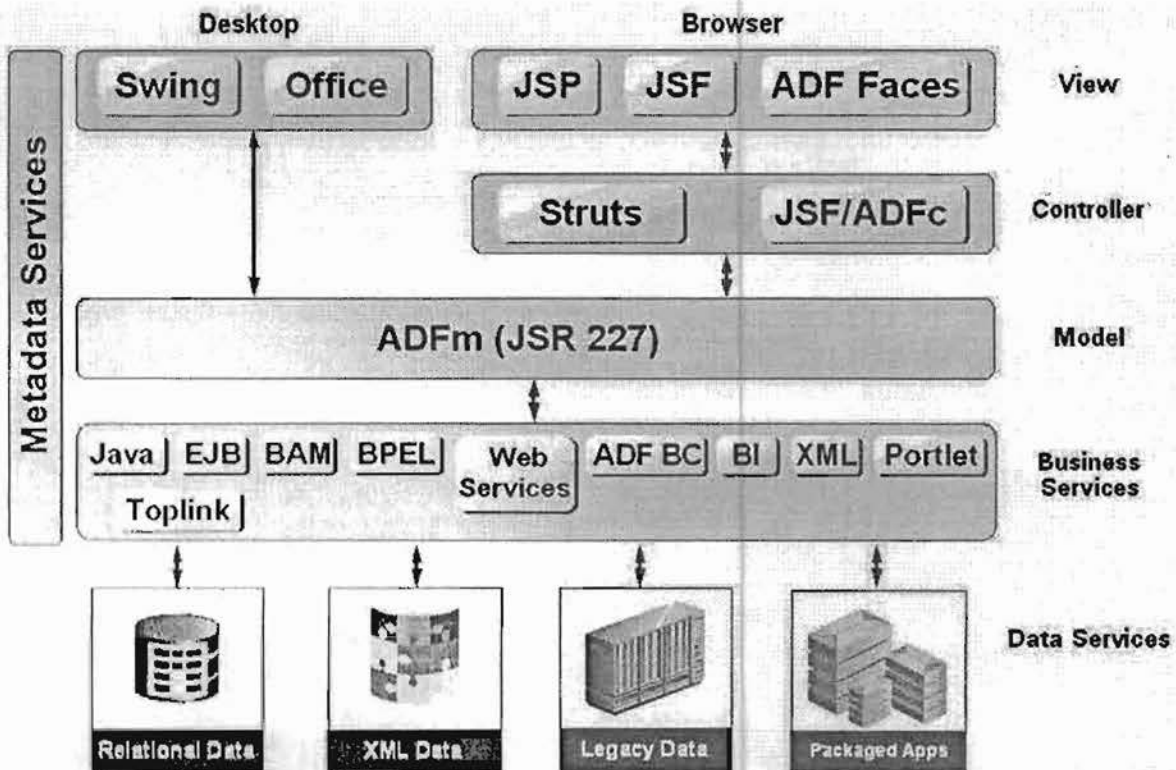 Desktop
Browser
Swing
Office
JSP
JSF
ADF Faces
View
Struts
JSF/ADFc
Controller
Metadata Services
ADFm (JSR 227)
Model
Java
EJB
BAM
BPEL
Web
Services
ADF BC
BI
XML
Portlet
Toplink
Business
Services
Data Services
Relational Data
XML Data
Legacy Data
Packaged Apps